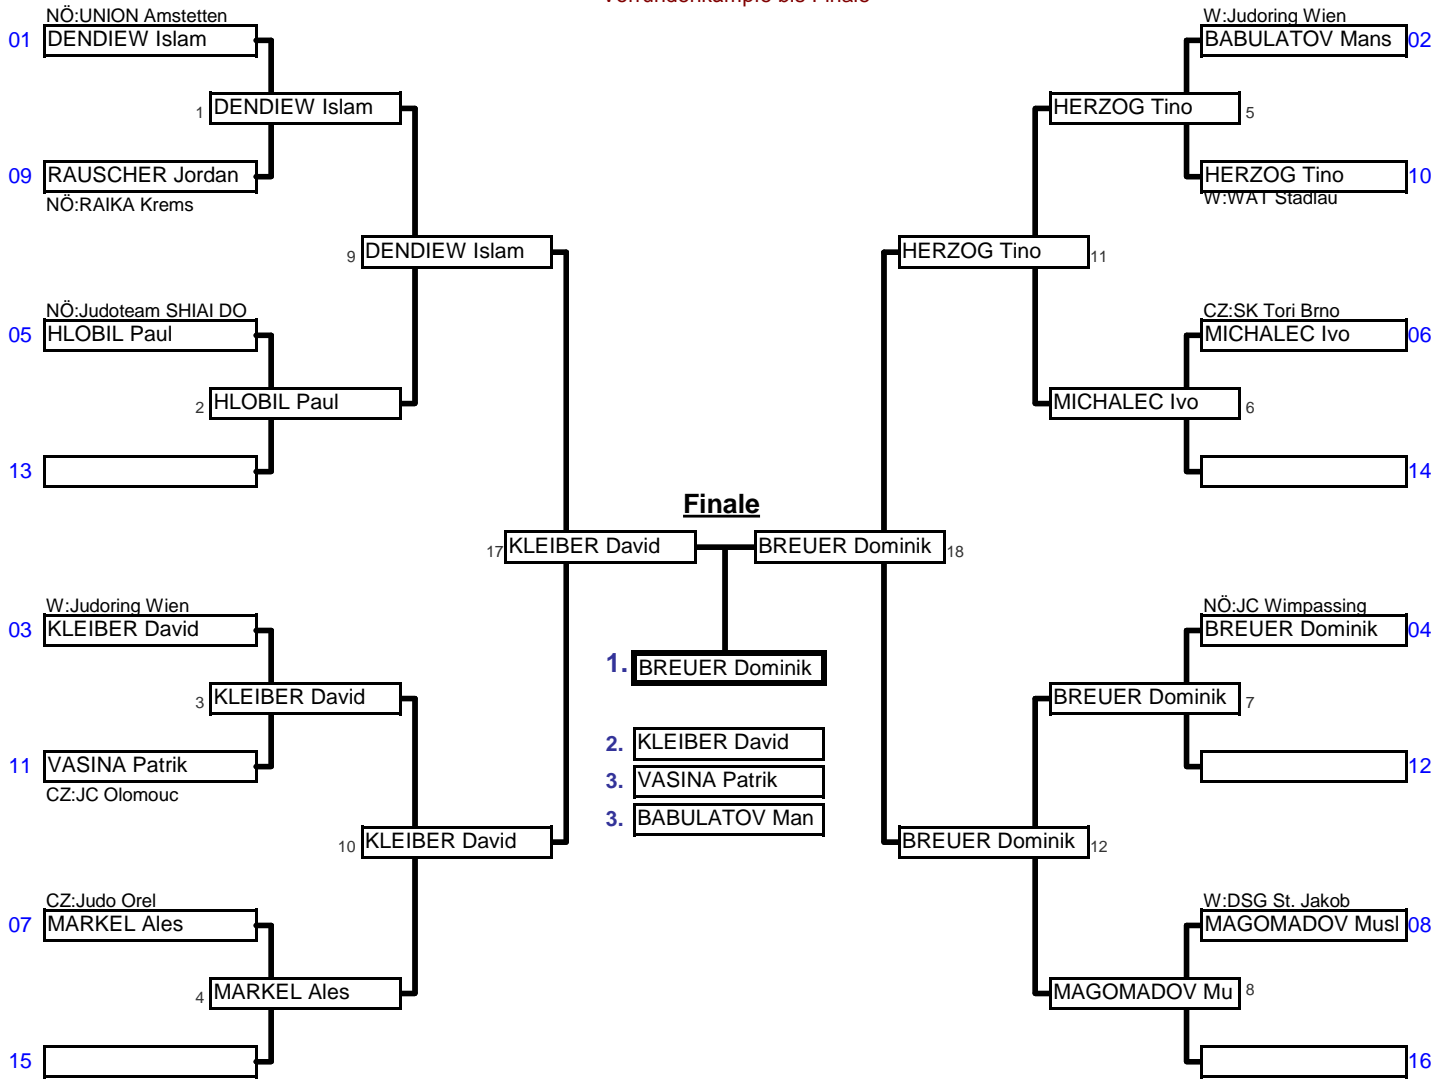 Vorrundenkämpfe bis Finale
NÖ:UNION Amstetten
01 DENDIEW Islam
1 DENDIEW Islam
09 RAUSCHER Jordan
NÖ:RAIKA Krems
9 DENDIEW Islam
NÖ:Judoteam SHIAI DO
05 HLOBIL Paul
2 HLOBIL Paul
13
17 KLEIBER David
W:Judoring Wien
03 KLEIBER David
3 KLEIBER David
11 VASINA Patrik
CZ:JC Olomouc
10 KLEIBER David
CZ:Judo Orel
07 MARKEL Ales
4 MARKEL Ales
15
Finale
1. BREUER Dominik
2. KLEIBER David
3. VASINA Patrik
3. BABULATOV Man
W:Judoring Wien
BABULATOV Mans 02
HERZOG Tino 5
HERZOG Tino 10
W:WAT Stadlau
HERZOG Tino 11
CZ:SK Tori Brno
MICHALEC Ivo 06
MICHALEC Ivo 6
14
BREUER Dominik 18
NÖ:JC Wimpassing
BREUER Dominik 04
BREUER Dominik 7
12
BREUER Dominik 12
W:DSG St. Jakob
MAGOMADOV Musl 08
MAGOMADOV Mu 8
16